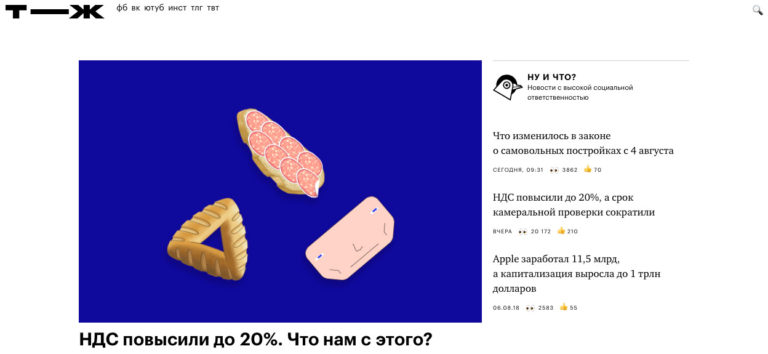 Т—Ж
фб вк ютуб инст тлг твт
НУ И ЧТО?
Новости с высокой социальной
ответственностью
Что изменилось в законе
о самовольных постройках с 4 августа
СЕГОДНЯ, 09:31 👀 3862 👍 70
НДС повысили до 20%, а срок
камеральной проверки сократили
ВЧЕРА 👀 20 172 👍 210
Apple заработал 11,5 млрд,
а капитализация выросла до 1 трлн
долларов
06.08.18 👀 2583 👍 55
НДС повысили до 20%. Что нам с этого?